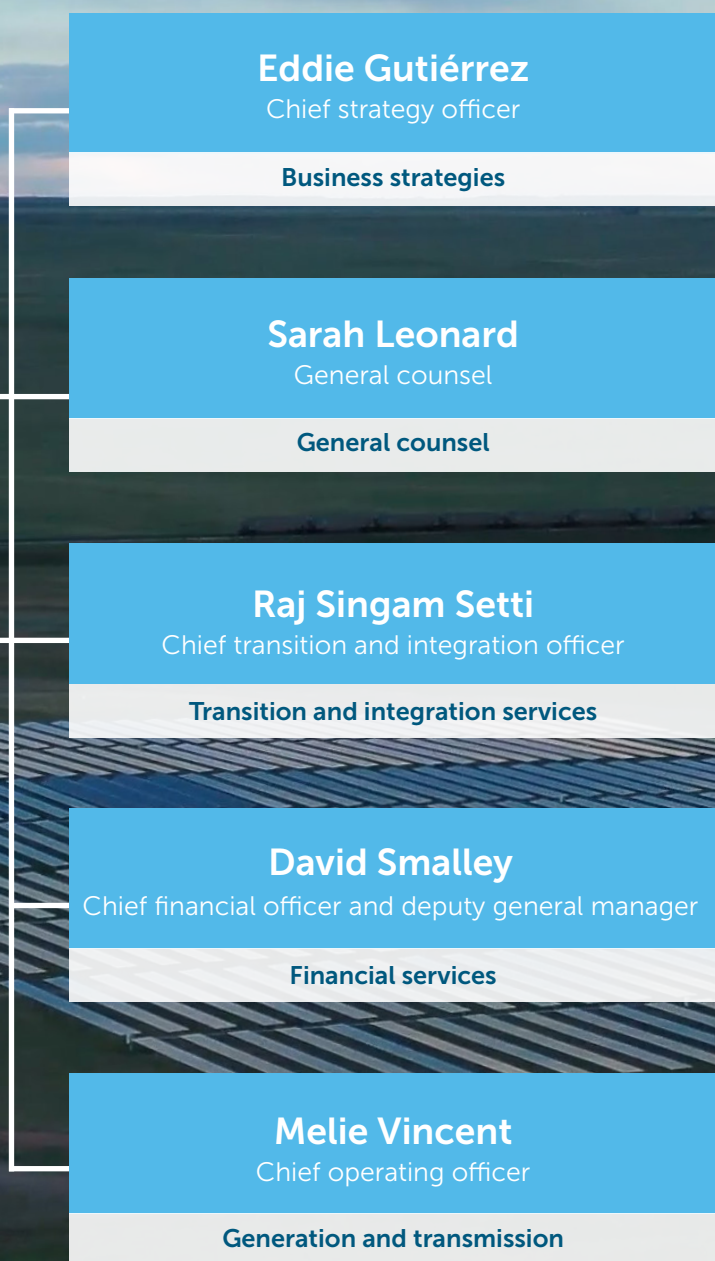 Eddie Gutiérrez
Chief strategy officer
Business strategies
Sarah Leonard
General counsel
General counsel
Raj Singam Setti
Chief transition and integration officer
Transition and integration services
David Smalley
Chief financial officer and deputy general manager
Financial services
Melie Vincent
Chief operating officer
Generation and transmission